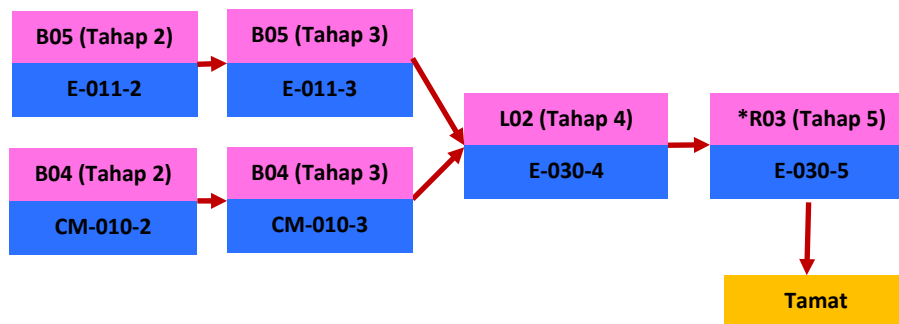 B05 (Tahap 2)
E-011-2
B05 (Tahap 3)
E-011-3
B04 (Tahap 2)
CM-010-2
B04 (Tahap 3)
CM-010-3
L02 (Tahap 4)
E-030-4
*R03 (Tahap 5)
E-030-5
Tamat